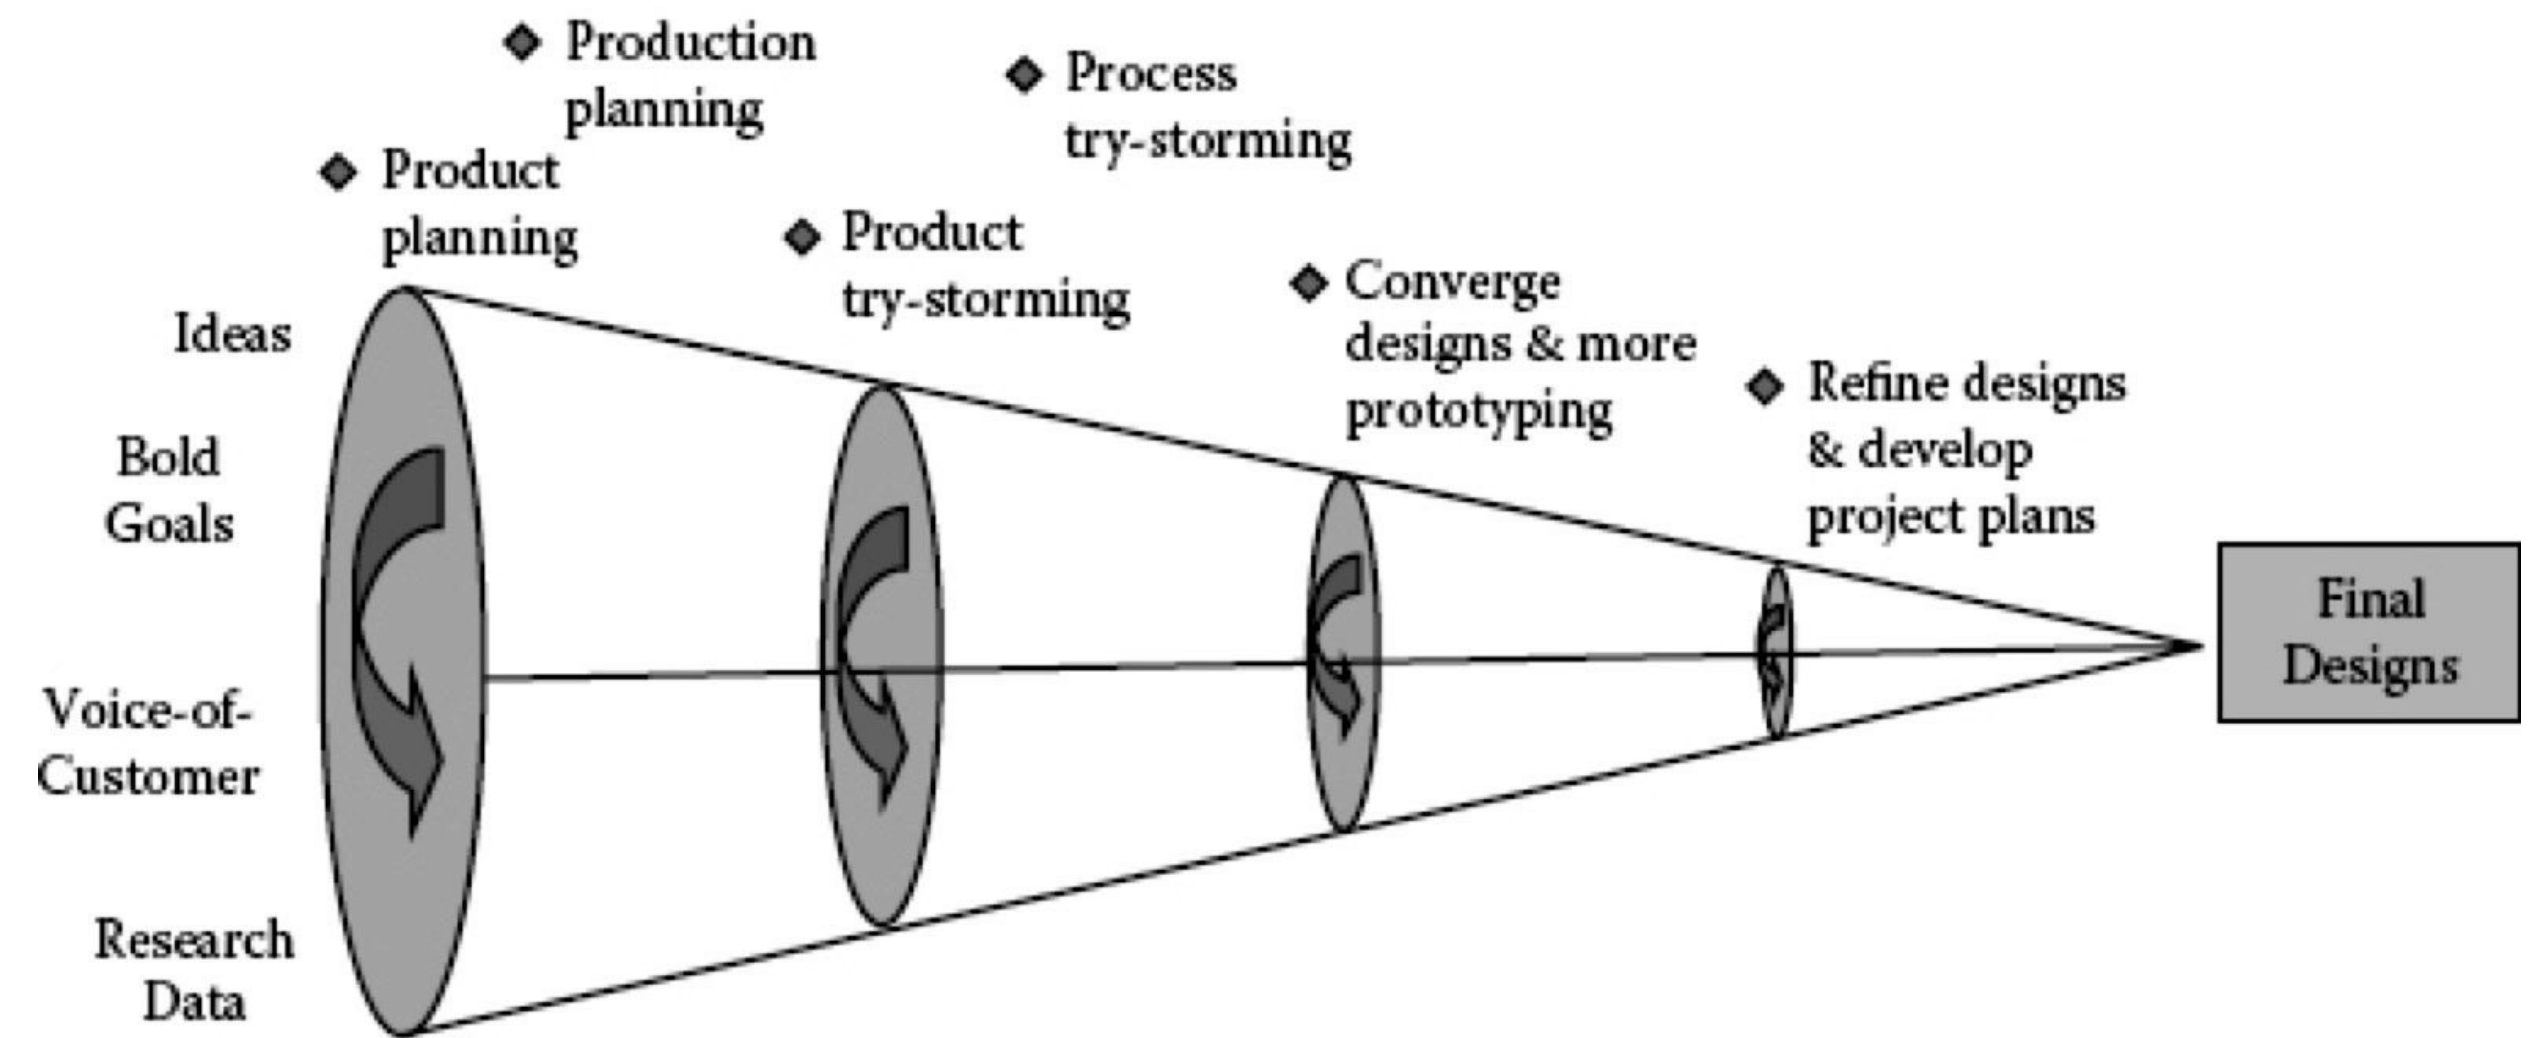 Production
planning
Process
try-storming
Product
planning
Product
try-storming
Converge
designs & more
prototyping
Refine designs
& develop
project plans
Ideas
Bold
Goals
Voice-of-
Customer
Research
Data
Final
Designs